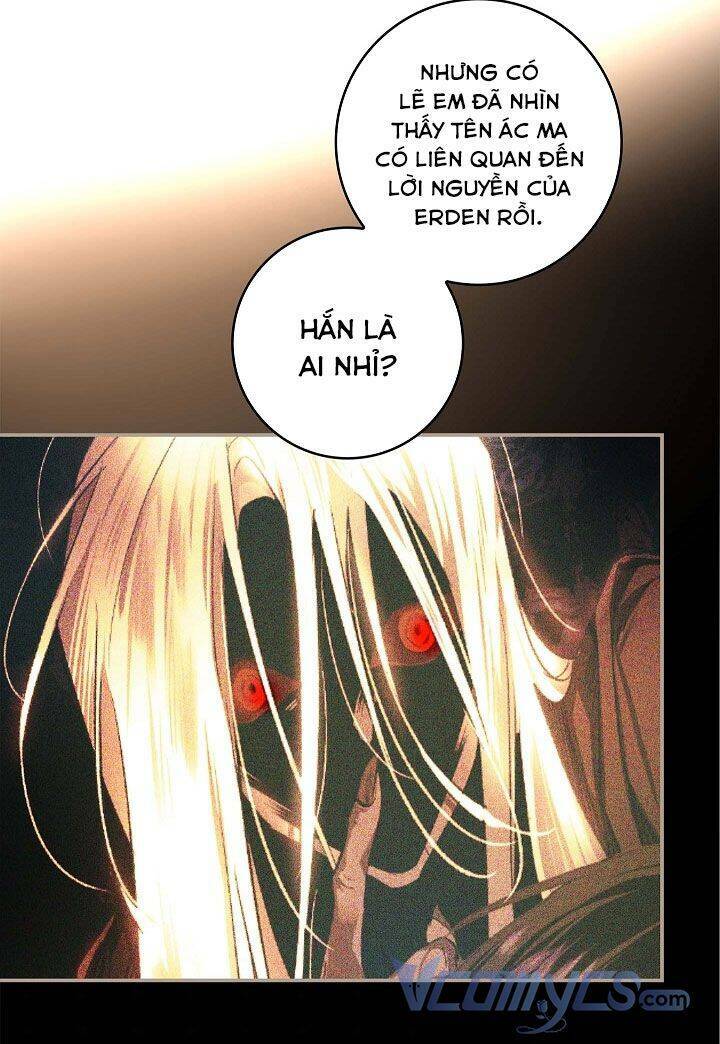 NHƯNG CÓ
LẼ EM ĐÃ NHÌN
THẤY TÊN ÁC MA
CÓ LIÊN QUAN ĐẾN
LỜI NGUYỀN CỦA
ERDEN RỒI.
HẮN LÀ
AI NHỈ?
VCOMYCS.com